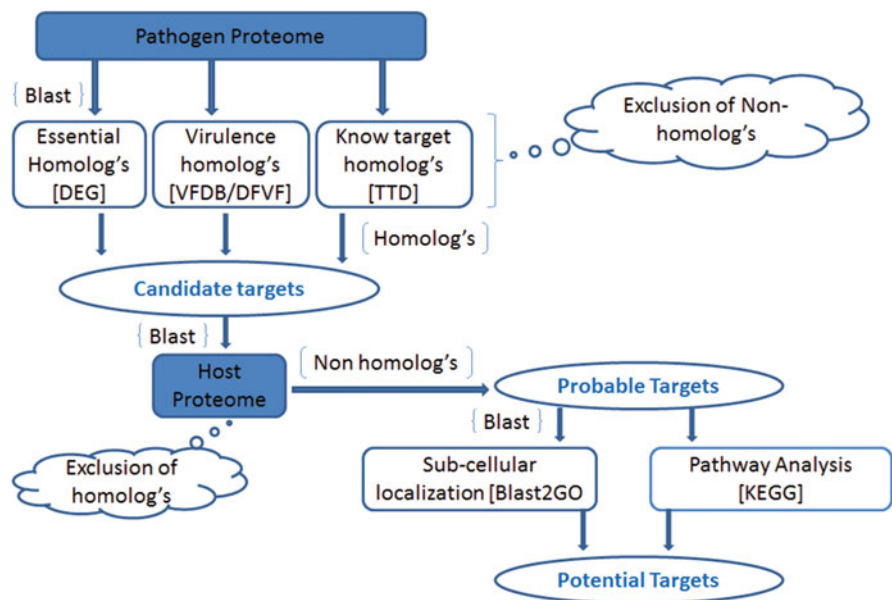 Pathogen Proteome
{ Blast }
Essential
Homolog's
[DEG]
Virulence
homolog's
[VFDB/DFVF]
Know target
homolog's
[TTD]
Exclusion of Non-
homolog's
[Homolog's]
Candidate targets
{ Blast }
Host
Proteome
[Non homolog's]
Exclusion of
homolog's
Probable Targets
{ Blast }
Sub-cellular
localization [Blast2GO
Pathway Analysis
[KEGG]
Potential Targets